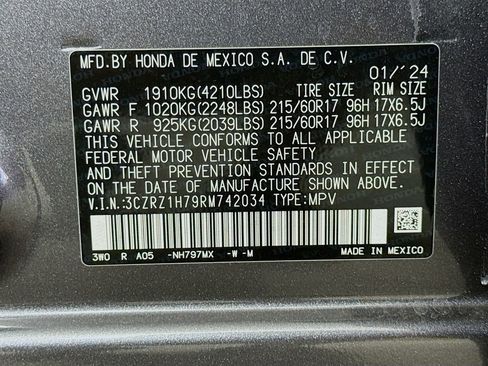 MFD.BY HONDA DE MEXICO S.A. DE C.V.
01/'24
GVWR 1910KG(4210LBS) TIRE SIZE RIM SIZE
GAWR F 1020KG(2248LBS) 215/60R17 96H 17X6.5J
GAWR R 925KG(2039LBS) 215/60R17 96H 17X6.5J
THIS VEHICLE CONFORMS TO ALL APPLICABLE
FEDERAL MOTOR VEHICLE SAFETY
AND THEFT PREVENTION STANDARDS IN EFFECT
ON THE DATE OF MANUFACTURE SHOWN ABOVE.
V.I.N.:3CZRZ1H79RM742034 TYPE:MPV
3W0 R A05 -NH797MX -W -M MADE IN MEXICO